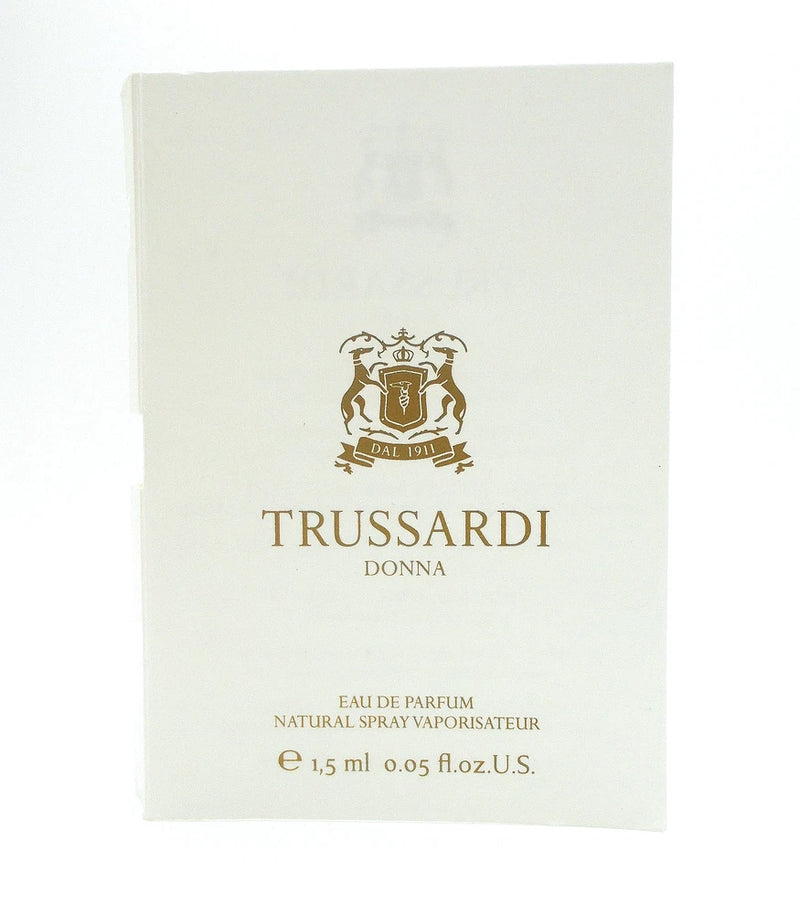 DAL 1911
TRUSSARDI
DONNA
EAU DE PARFUM
NATURAL SPRAY VAPORISATEUR
℮ 1,5 ml 0.05 fl.oz.U.S.